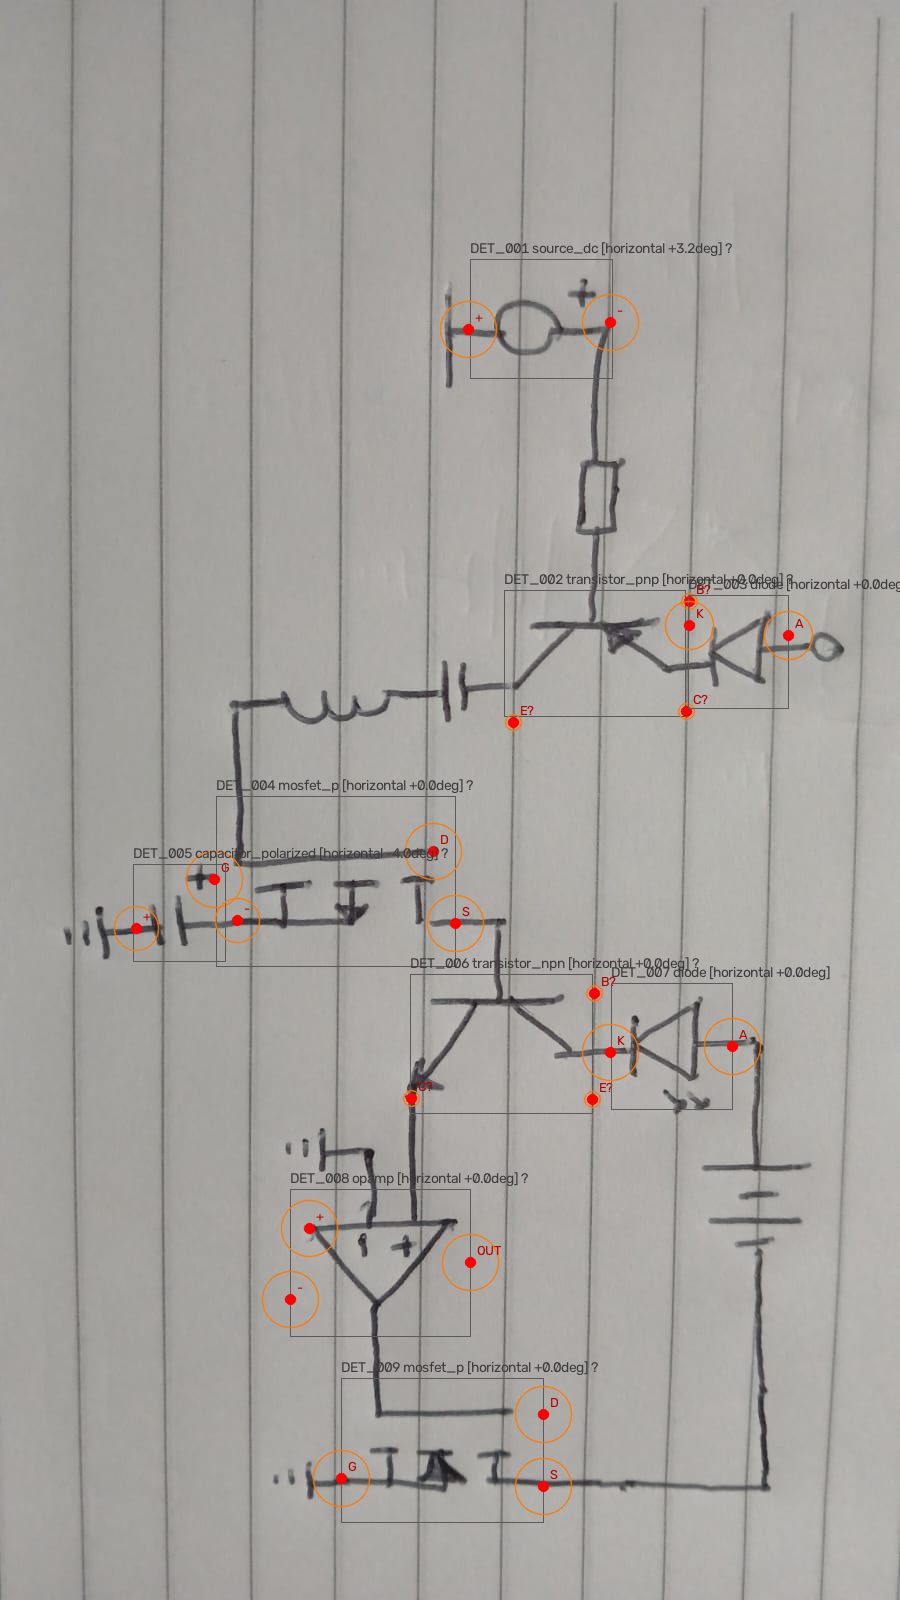 DET_001 source_dc [horizontal +3.2deg] ?
+
+
-
DET_002 transistor_pnp [horizontal +0.0deg] ?
DET_003 diode [horizontal +0.0deg
B?
K
A
C?
E?
DET_004 mosfet_p [horizontal +0.0deg] ?
D
DET_005 capacitor_polarized [horizontal -4.0deg] ?
+
G
+
-
S
DET_006 transistor_npn [horizontal +0.0deg] ?
DET_007 diode [horizontal +0.0deg]
B?
K
A
C?
E?
DET_008 opamp [horizontal +0.0deg] ?
+
- +
OUT
-
DET_009 mosfet_p [horizontal +0.0deg] ?
D
G
S